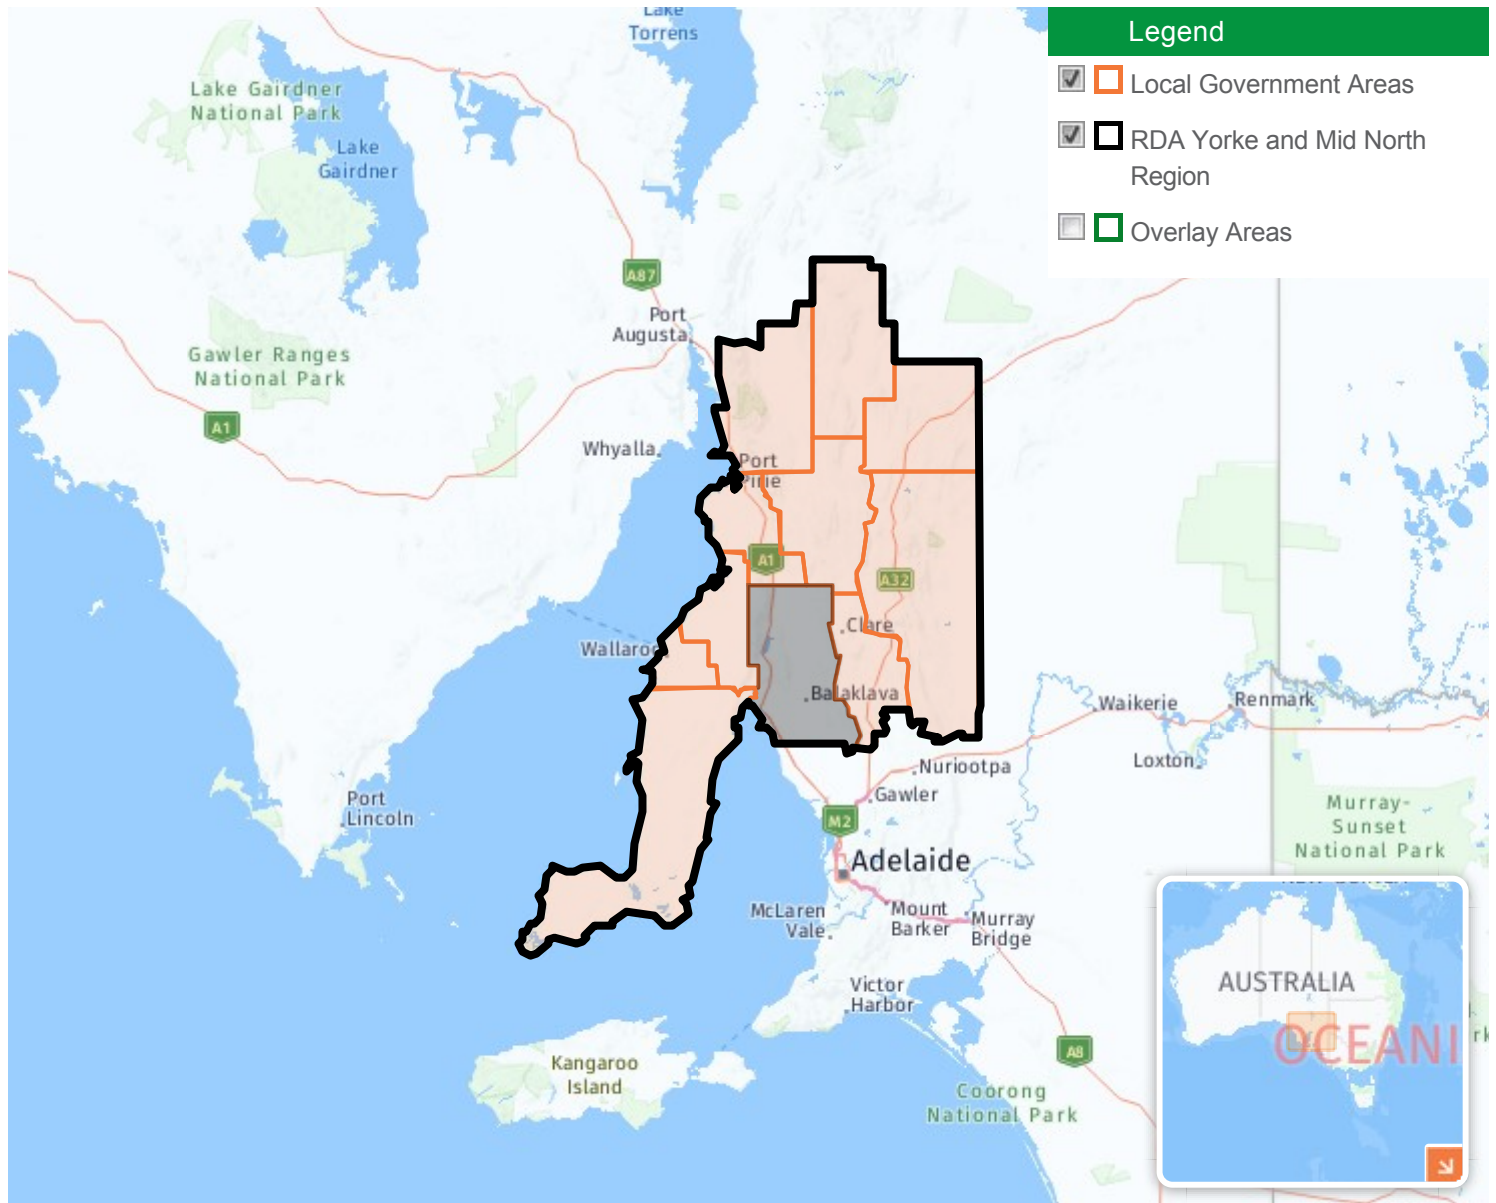 Lake
Torrens
Legend
Local Government Areas
RDA Yorke and Mid North
Region
Overlay Areas
Lake Gairdner
National Park
Lake
Gairdner
A87
Port
Augusta
Gawler Ranges
National Park
A1
Whyalla
Port
Pirie
A1
A32
Clare
Wallaroo
Balaklava
Waikerie
Renmark
Loxton
Nuriootpa
Gawler
Port
Lincoln
M2
Murray-
Sunset
National Park
Adelaide
McLaren
Vale
Mount
Barker
Murray
Bridge
Victor
Harbor
AUSTRALIA
OCEANI
Kangaroo
Island
A8
Coorong
National Park